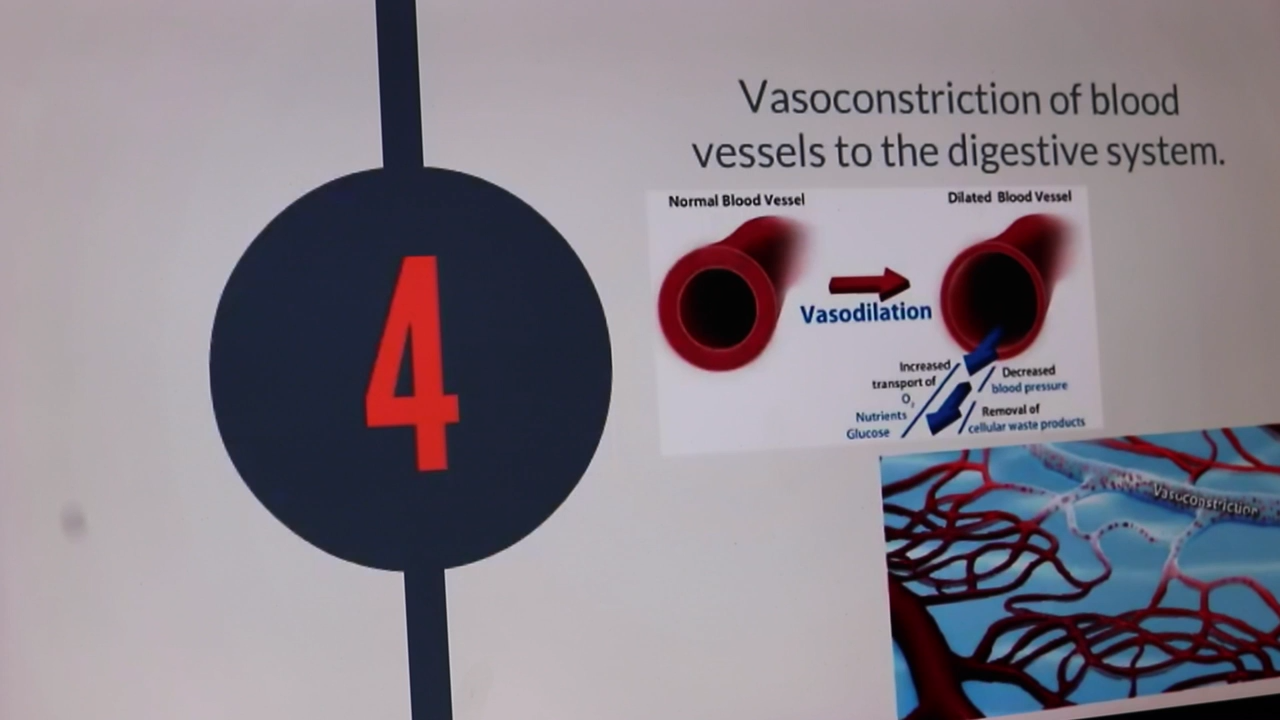 4
Vasoconstriction of blood
vessels to the digestive system.
Normal Blood Vessel
Dilated Blood Vessel
Vasodilation
Increased
transport of
O₂
Nutrients
Glucose
Decreased
blood pressure
Removal of
cellular waste products
Vasoconstriction